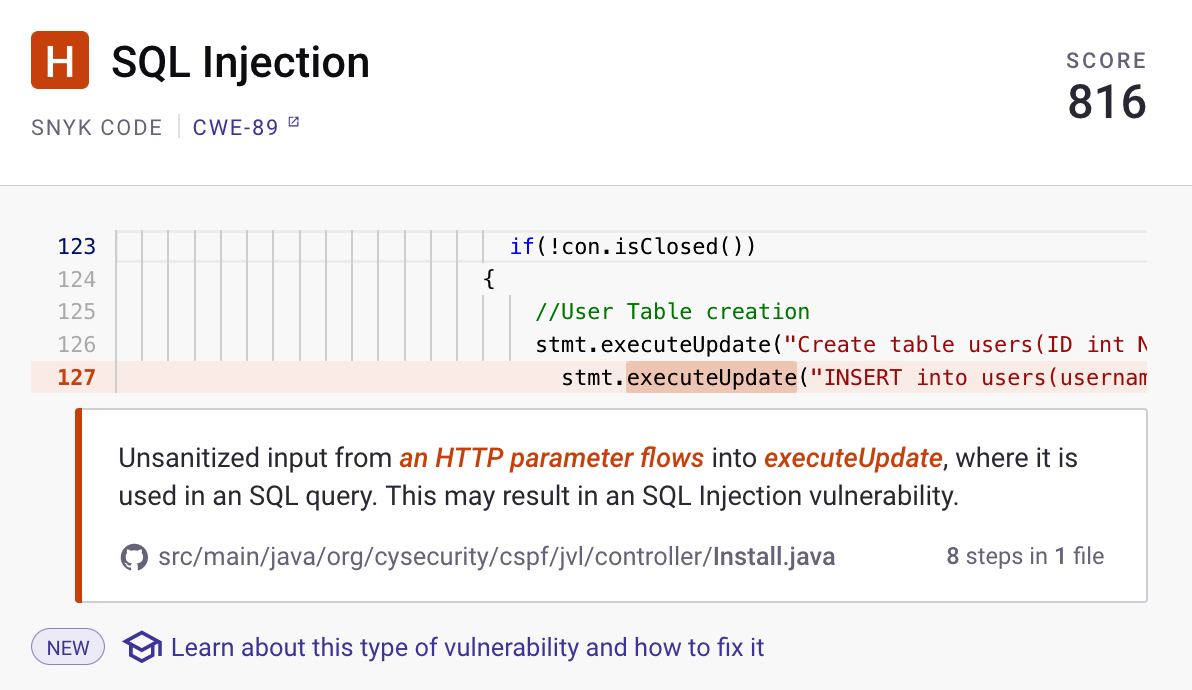 H SQL Injection
SCORE
816
SNYK CODE | CWE-89
123 if(!con.isClosed())
124 {
125 //User Table creation
126 stmt.executeUpdate("Create table users(ID int N
127 stmt.executeUpdate("INSERT into users(usernam
Unsanitized input from an HTTP parameter flows into executeUpdate, where it is
used in an SQL query. This may result in an SQL Injection vulnerability.
src/main/java/org/cysecurity/cspf/jvl/controller/Install.java 8 steps in 1 file
NEW Learn about this type of vulnerability and how to fix it